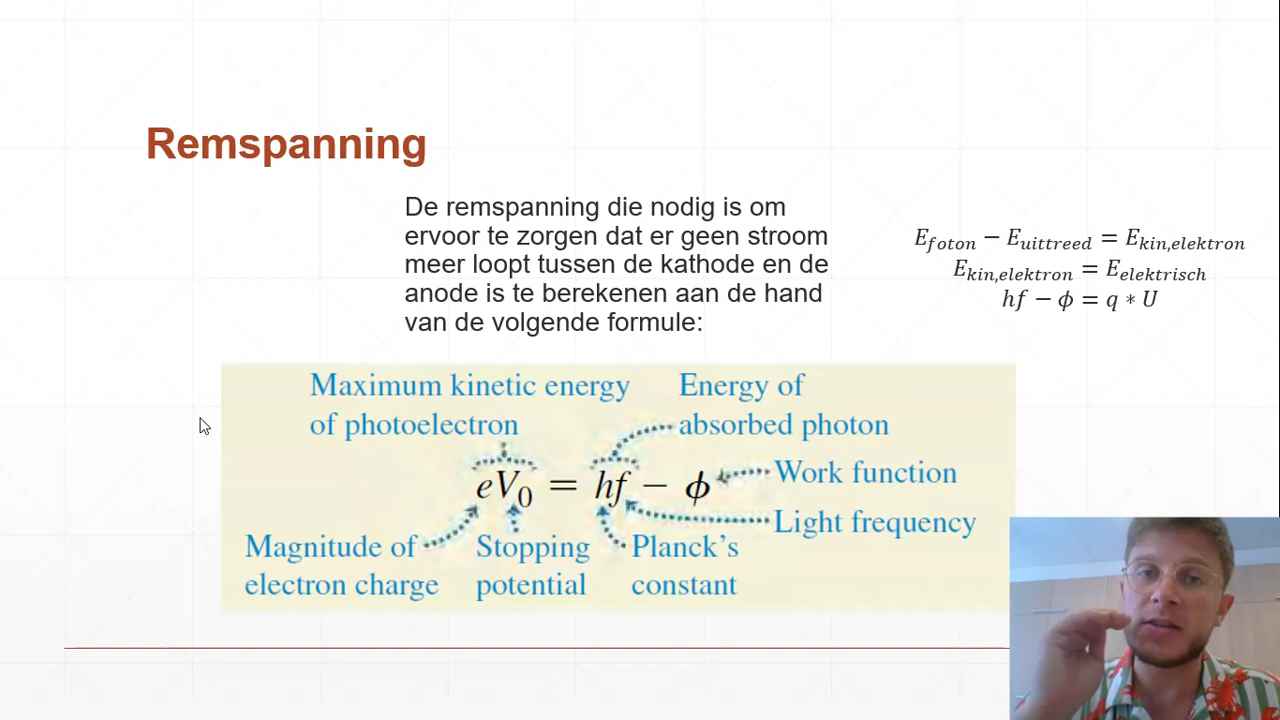 Remspanning
De remspanning die nodig is om
ervoor te zorgen dat er geen stroom
meer loopt tussen de kathode en de
anode is te berekenen aan de hand
van de volgende formule:
E_foton − E_uittreed = E_kin,elektron
E_kin,elektron = E_elektrisch
hf − ϕ = q * U
Maximum kinetic energy
of photoelectron
Energy of
absorbed photon
eV₀ = hf − ϕ
Work function
Light frequency
Magnitude of
electron charge
Stopping
potential
Planck's
constant